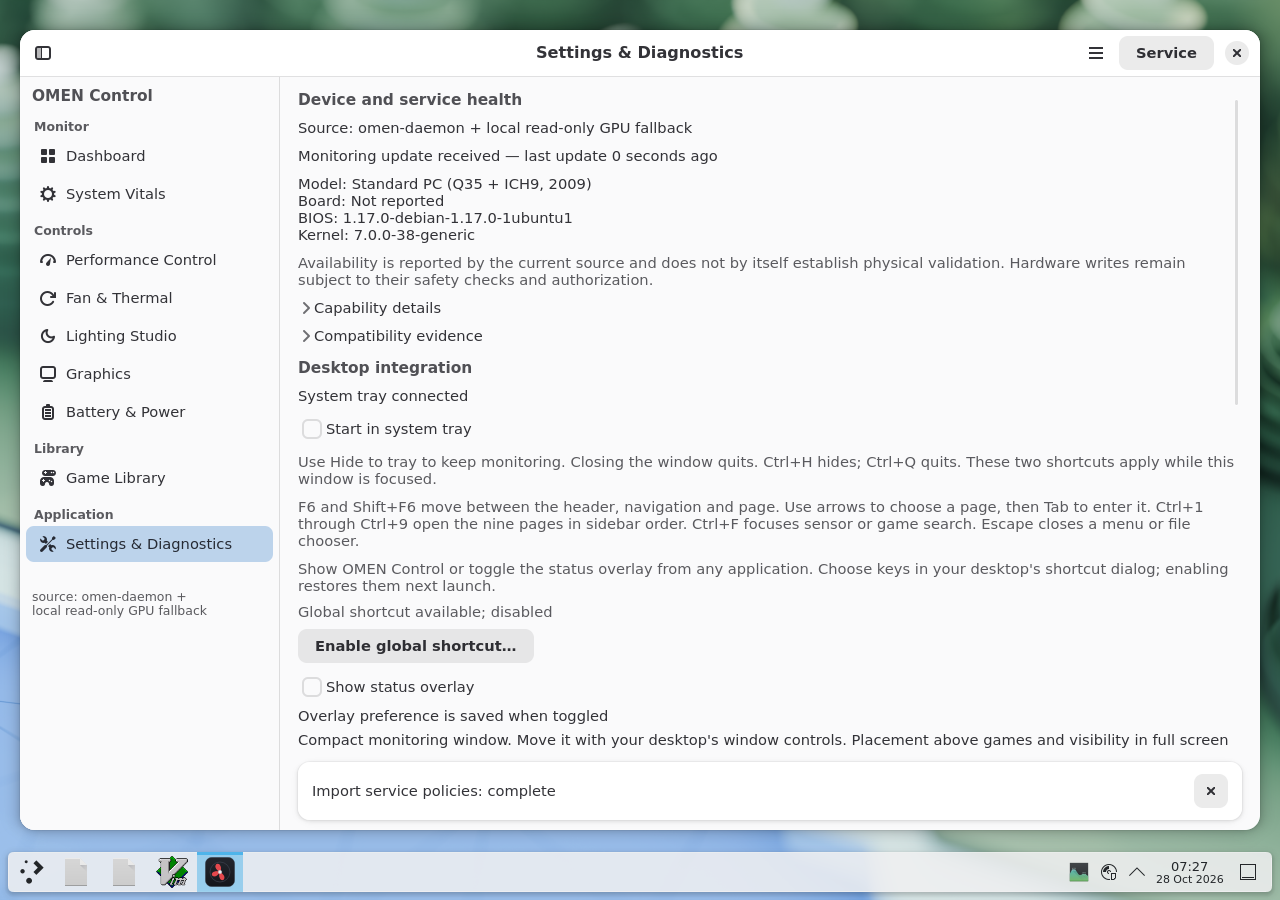 Settings & Diagnostics
Service
OMEN Control
Monitor
Dashboard
System Vitals
Controls
Performance Control
Fan & Thermal
Lighting Studio
Graphics
Battery & Power
Library
Game Library
Application
Settings & Diagnostics
source: omen-daemon +
local read-only GPU fallback
Device and service health
Source: omen-daemon + local read-only GPU fallback
Monitoring update received — last update 0 seconds ago
Model: Standard PC (Q35 + ICH9, 2009)
Board: Not reported
BIOS: 1.17.0-debian-1.17.0-1ubuntu1
Kernel: 7.0.0-38-generic
Availability is reported by the current source and does not by itself establish physical validation. Hardware writes remain
subject to their safety checks and authorization.
Capability details
Compatibility evidence
Desktop integration
System tray connected
Start in system tray
Use Hide to tray to keep monitoring. Closing the window quits. Ctrl+H hides; Ctrl+Q quits. These two shortcuts apply while this
window is focused.
F6 and Shift+F6 move between the header, navigation and page. Use arrows to choose a page, then Tab to enter it. Ctrl+1
through Ctrl+9 open the nine pages in sidebar order. Ctrl+F focuses sensor or game search. Escape closes a menu or file
chooser.
Show OMEN Control or toggle the status overlay from any application. Choose keys in your desktop's shortcut dialog; enabling
restores them next launch.
Global shortcut available; disabled
Enable global shortcut…
Show status overlay
Overlay preference is saved when toggled
Compact monitoring window. Move it with your desktop's window controls. Placement above games and visibility in full screen
Import service policies: complete
07:27
28 Oct 2026